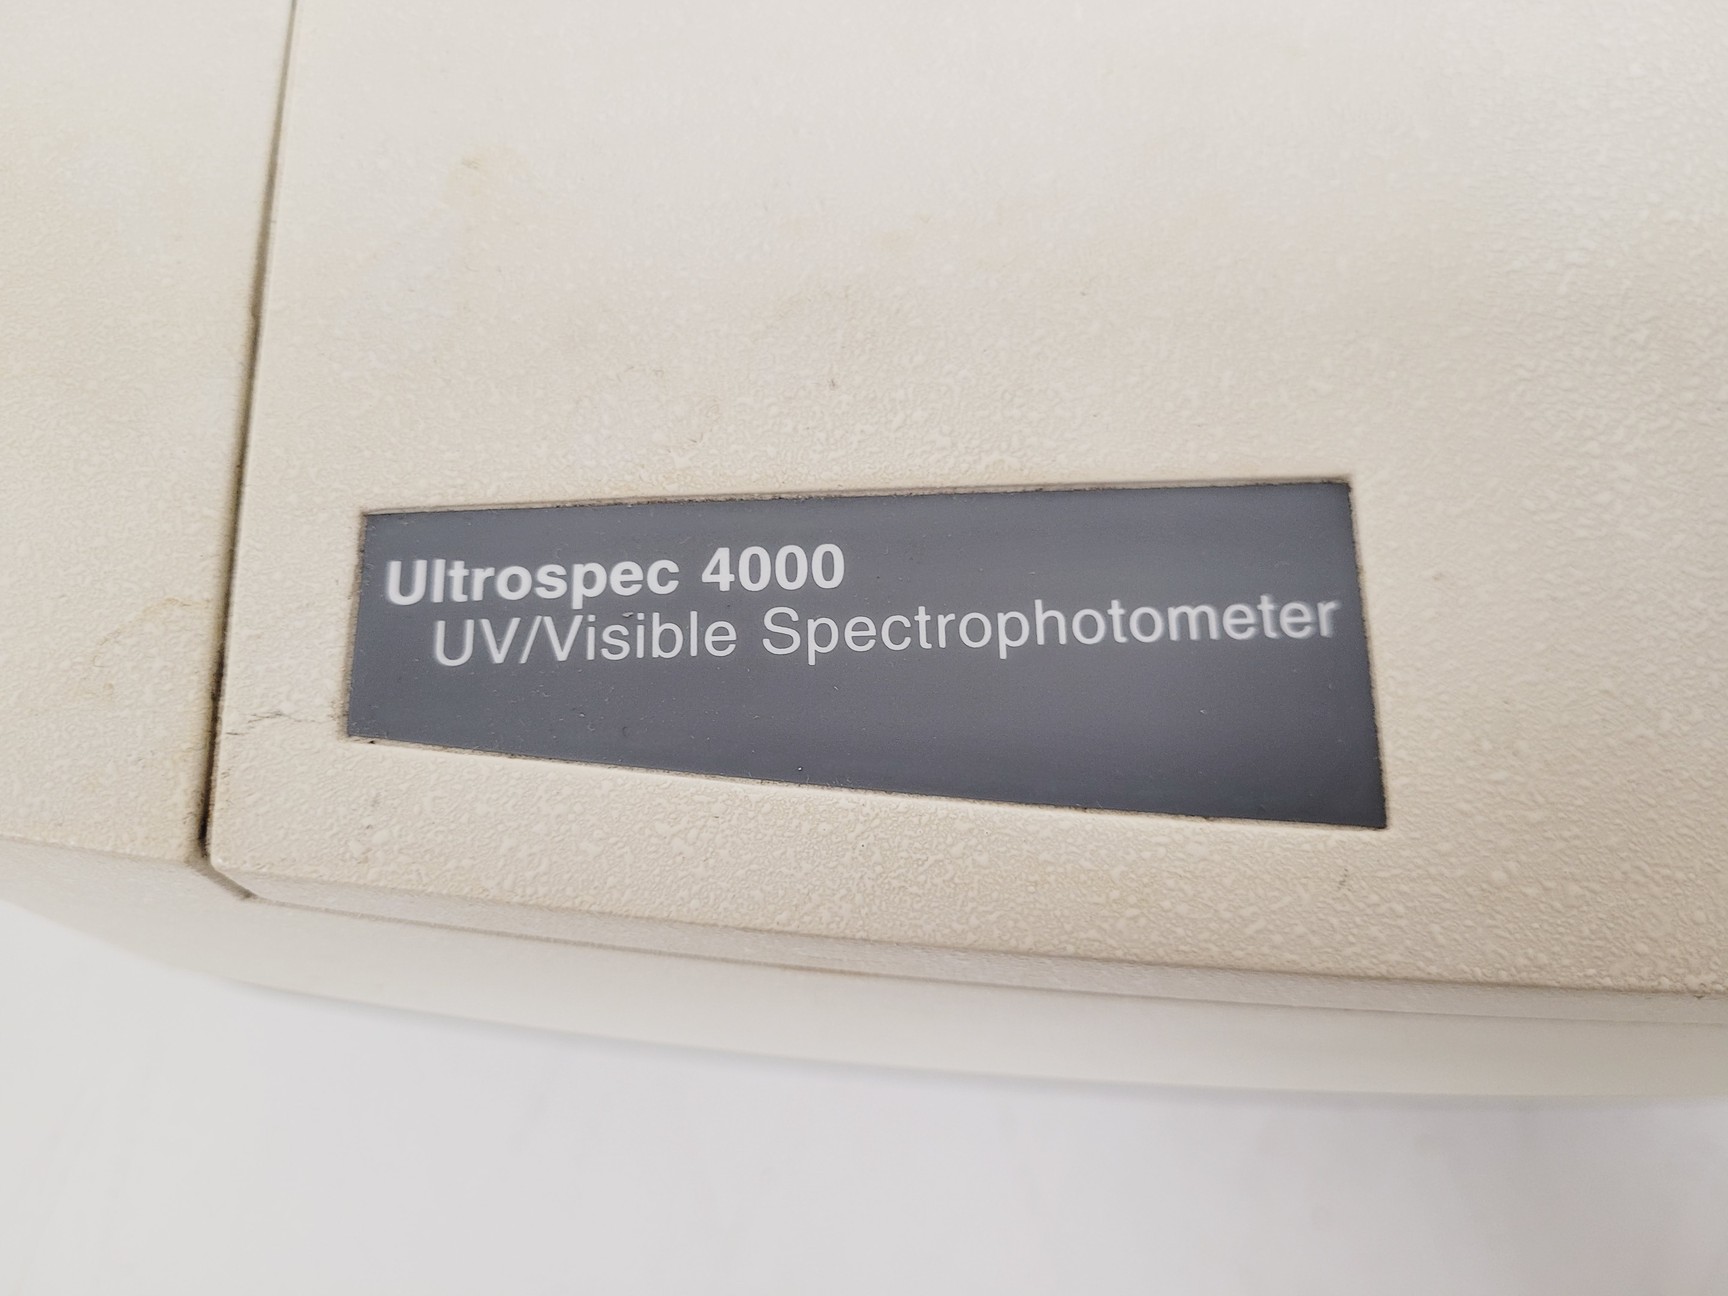 Ultrospec 4000
UV/Visible Spectrophotometer